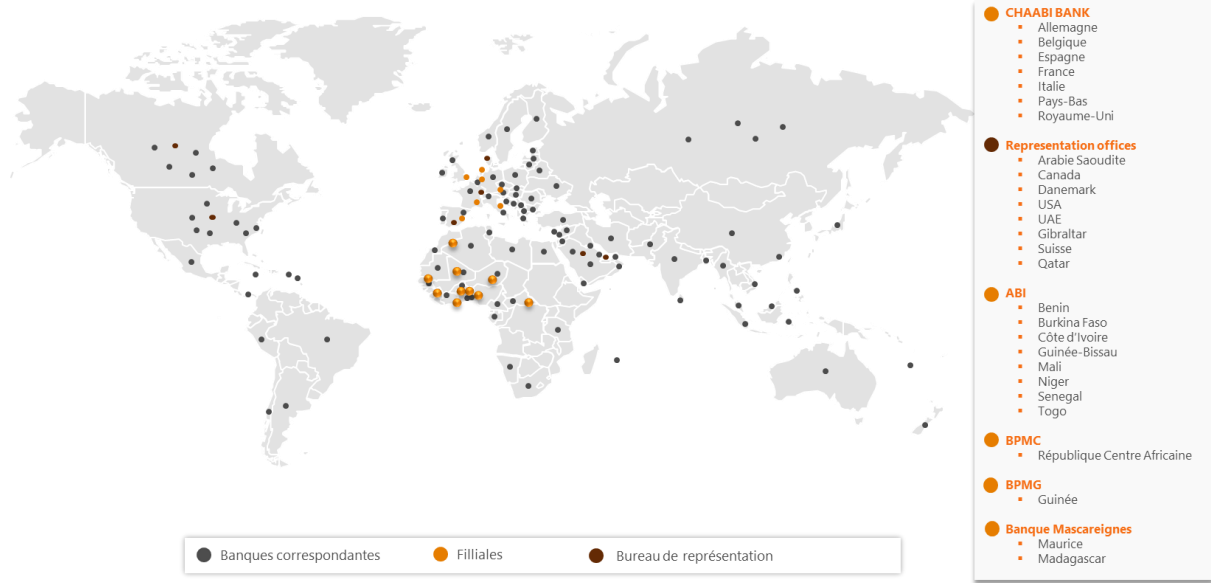 CHAABI BANK
Allemagne
Belgique
Espagne
France
Italie
Pays-Bas
Royaume-Uni
Representation offices
Arabie Saoudite
Canada
Danemark
USA
UAE
Gibraltar
Suisse
Qatar
ABI
Benin
Burkina Faso
Côte d'Ivoire
Guinée-Bissau
Mali
Niger
Senegal
Togo
BPMC
République Centre Africaine
BPMG
Guinée
Banque Mascareignes
Maurice
Madagascar
Banques correspondantes
Filliales
Bureau de représentation